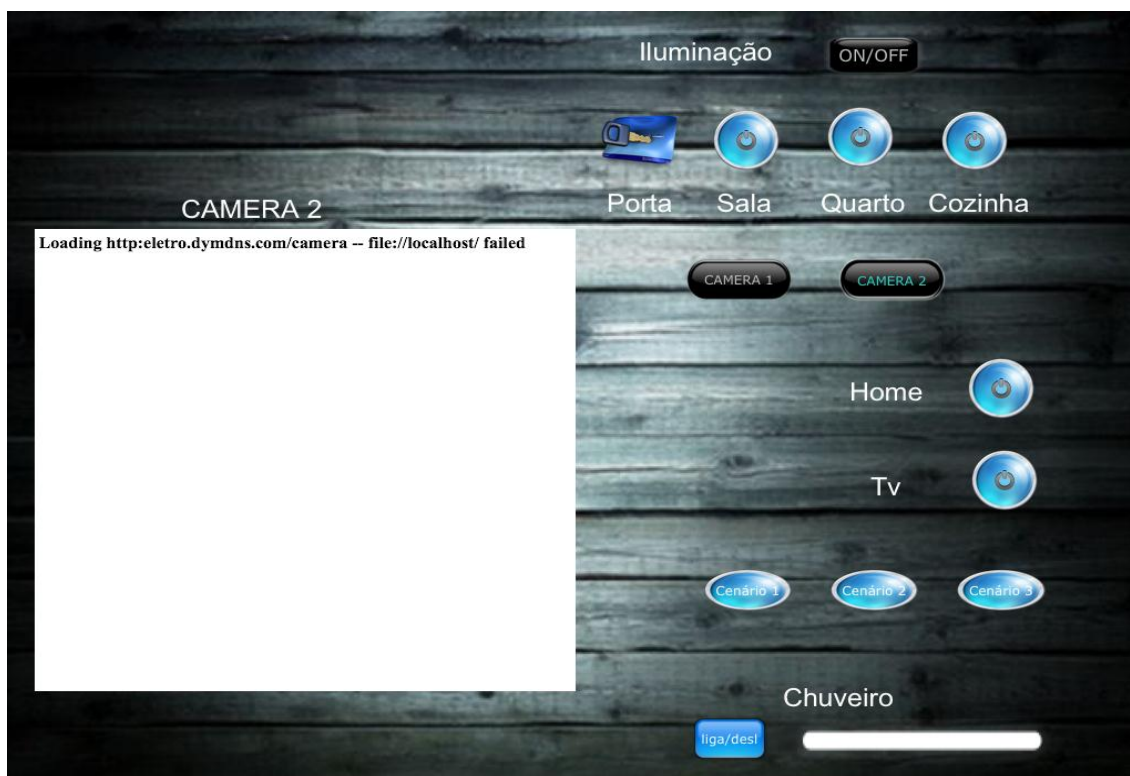 Iluminação
ON/OFF
Porta Sala Quarto Cozinha
CAMERA 2
Loading http:eletro.dymdns.com/camera -- file://localhost/ failed
CAMERA 1 CAMERA 2
Home
Tv
Cenário 1 Cenário 2 Cenário 3
Chuveiro
liga/desl